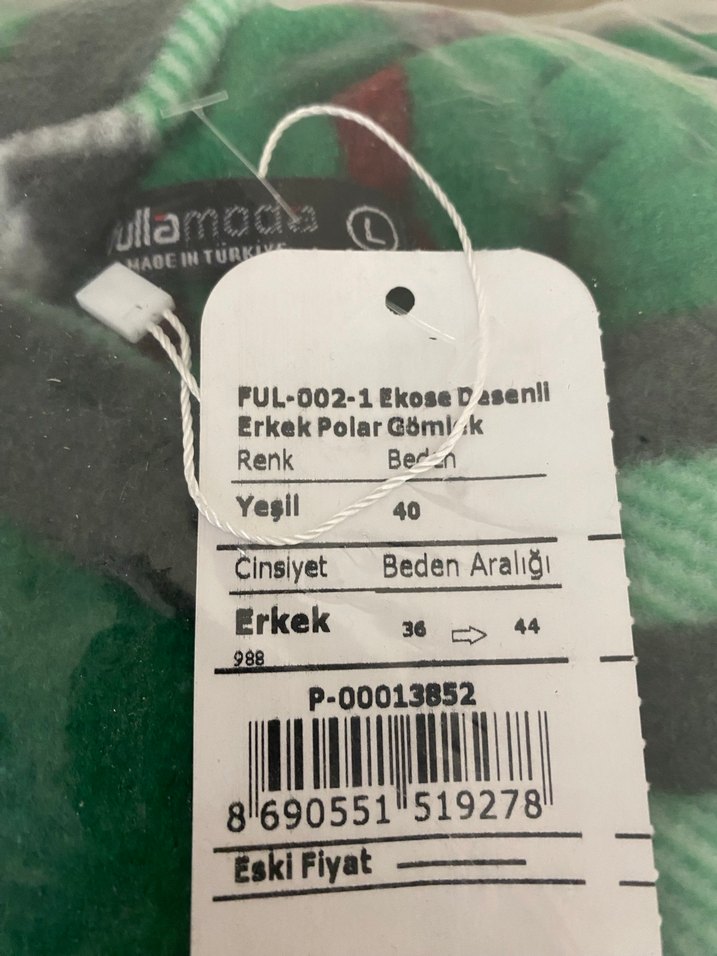 ullamoda L
MADE IN TÜRKİYE
FUL-002-1 Ekose Desenli
Erkek Polar Gömlek
Renk Beden
Yeşil 40
Cinsiyet Beden Aralığı
Erkek 36 ⇨ 44
988
P-00013852
8 690551 519278
Eski Fiyat